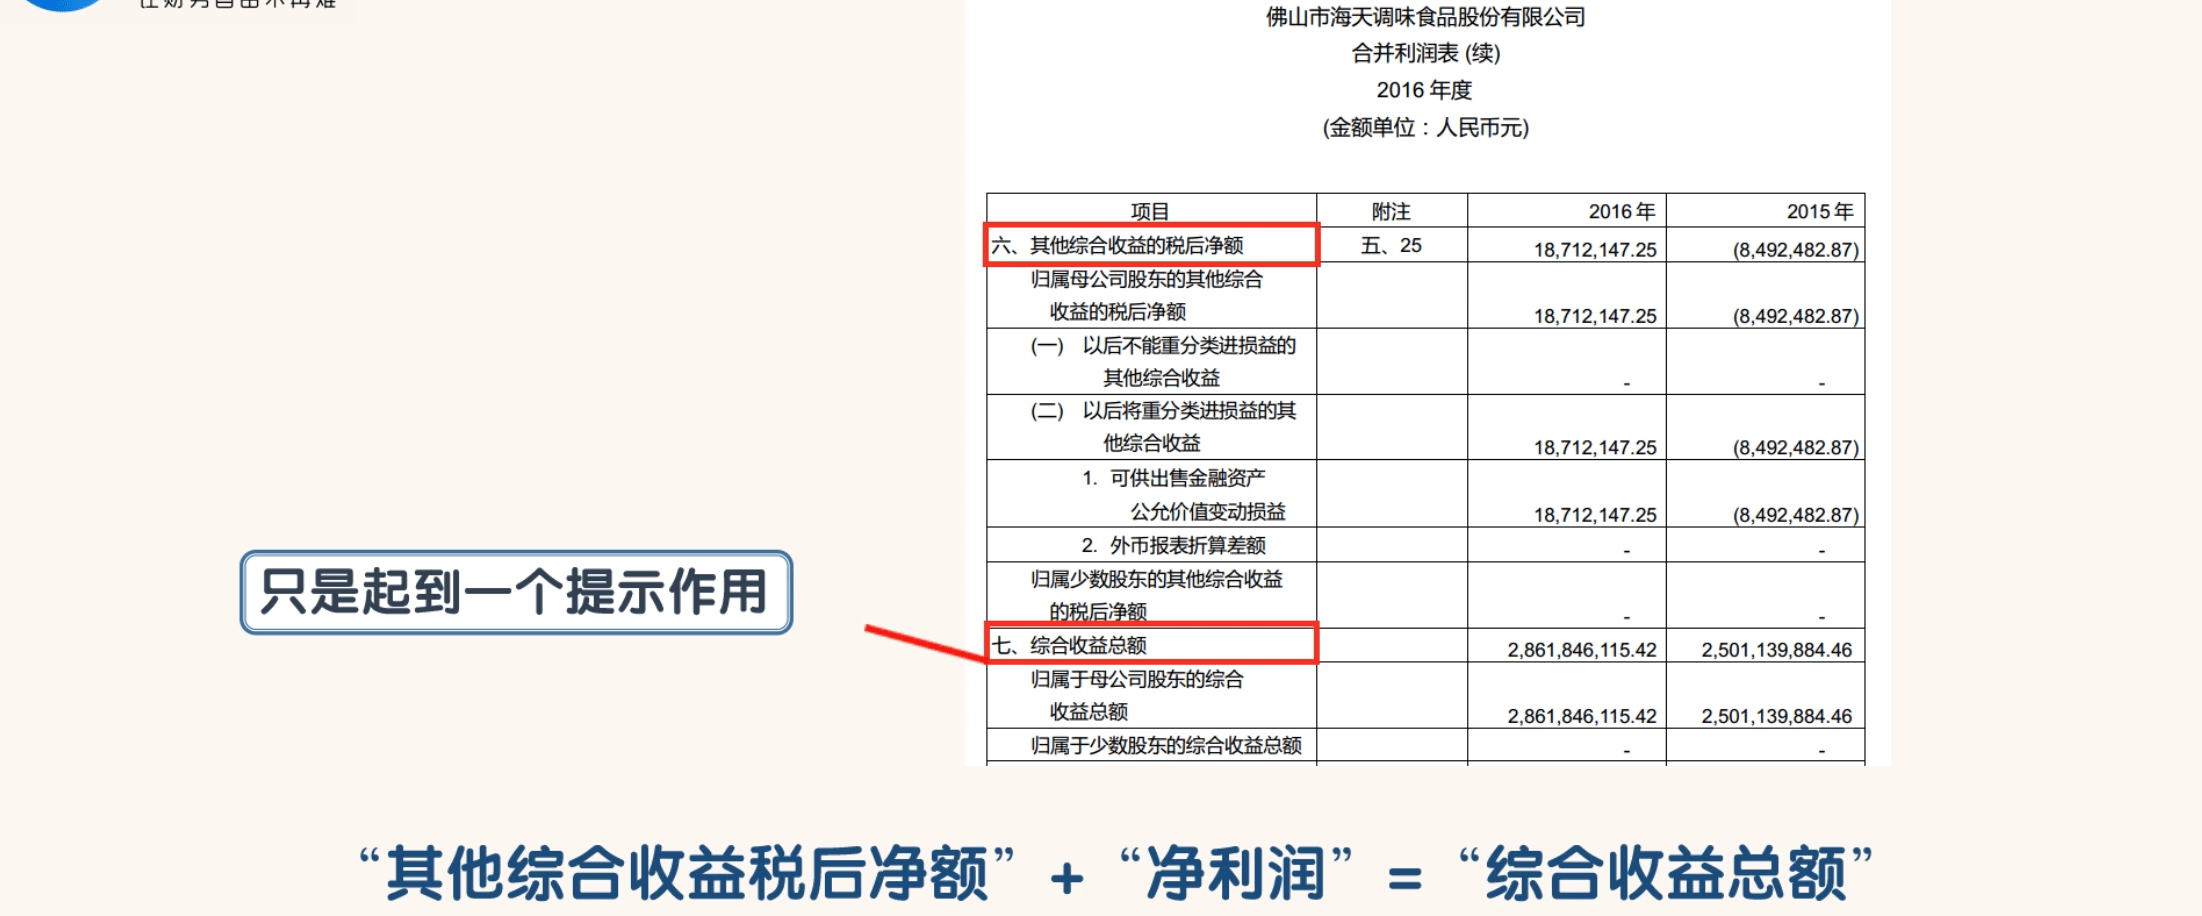 佛山市海天调味食品股份有限公司
合并利润表 (续)
2016 年度
(金额单位：人民币元)
项目 附注 2016 年 2015 年
六、其他综合收益的税后净额 五、25 18,712,147.25 (8,492,482.87)
归属母公司股东的其他综合
收益的税后净额 18,712,147.25 (8,492,482.87)
(一) 以后不能重分类进损益的
其他综合收益 - -
(二) 以后将重分类进损益的其
他综合收益 18,712,147.25 (8,492,482.87)
1. 可供出售金融资产
公允价值变动损益 18,712,147.25 (8,492,482.87)
2. 外币报表折算差额 - -
归属少数股东的其他综合收益
的税后净额 - -
七、综合收益总额 2,861,846,115.42 2,501,139,884.46
归属于母公司股东的综合
收益总额 2,861,846,115.42 2,501,139,884.46
归属于少数股东的综合收益总额 - -
只是起到一个提示作用
“其他综合收益税后净额” + “净利润” = “综合收益总额”